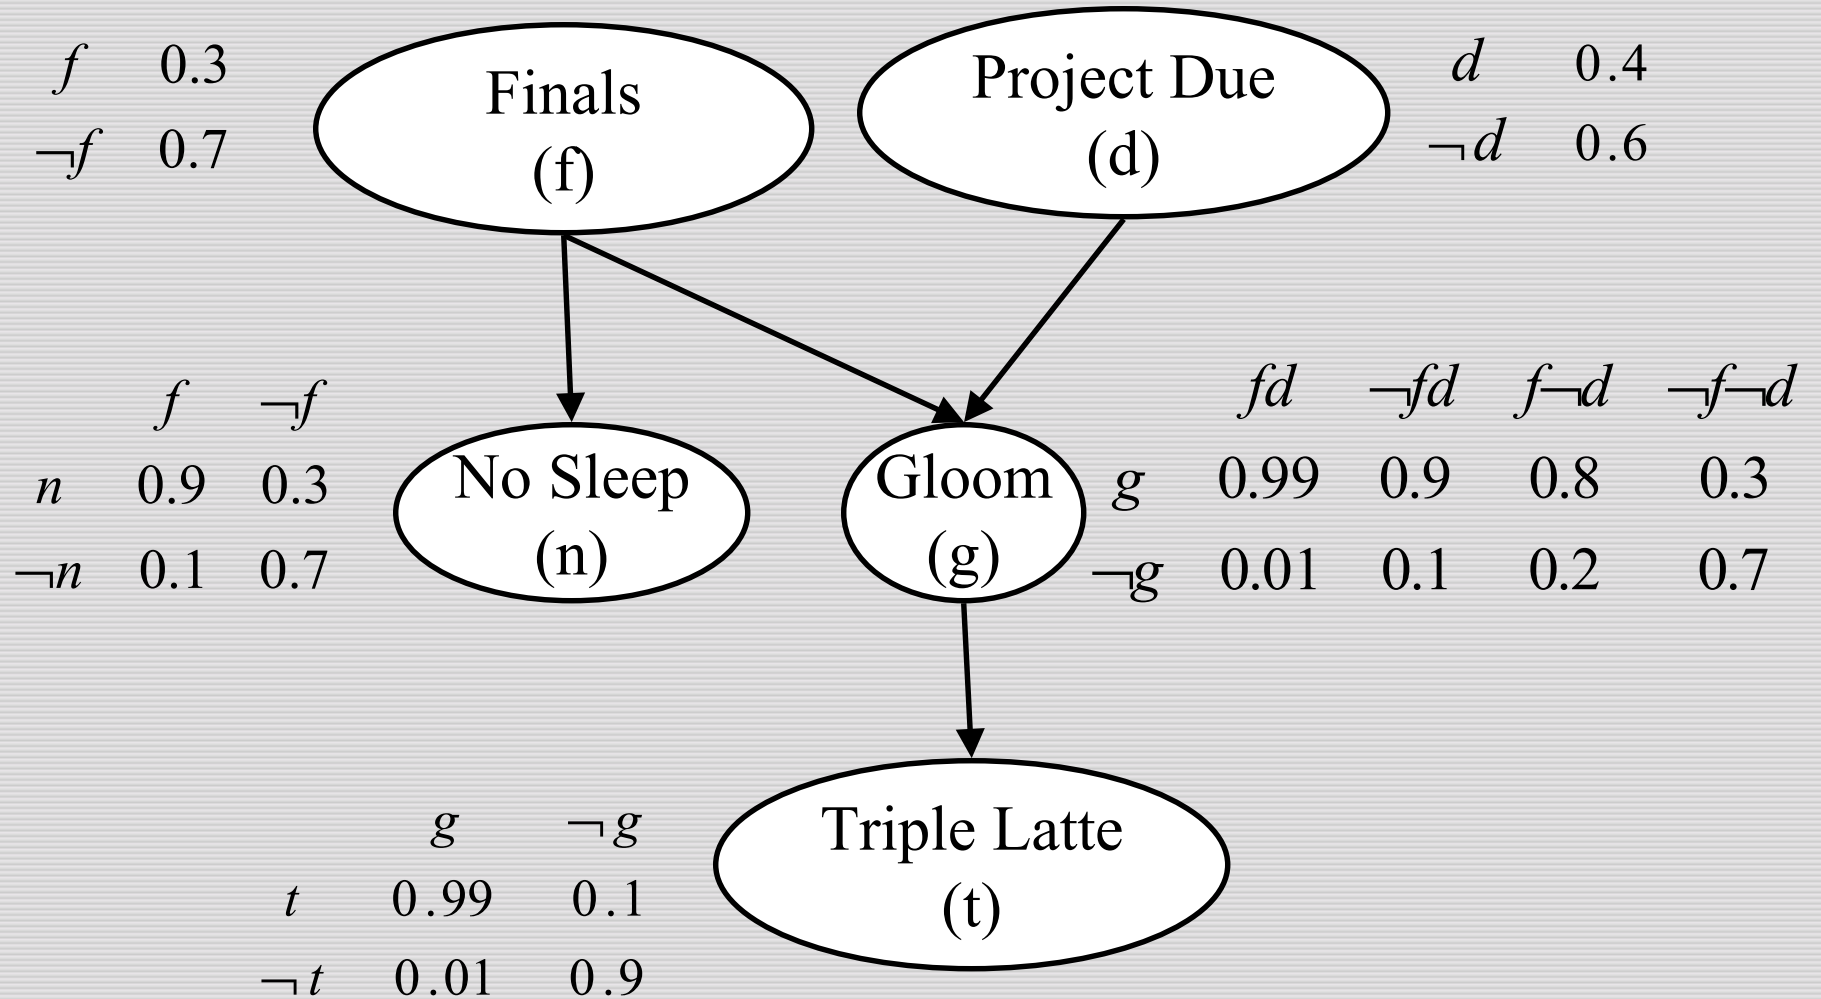 f 0.3
¬f 0.7
Finals
(f)
Project Due
(d)
d 0.4
¬d 0.6
f ¬f
n 0.9 0.3
¬n 0.1 0.7
No Sleep
(n)
Gloom
(g)
fd ¬fd f¬d ¬f¬d
g 0.99 0.9 0.8 0.3
¬g 0.01 0.1 0.2 0.7
g ¬g
t 0.99 0.1
¬t 0.01 0.9
Triple Latte
(t)